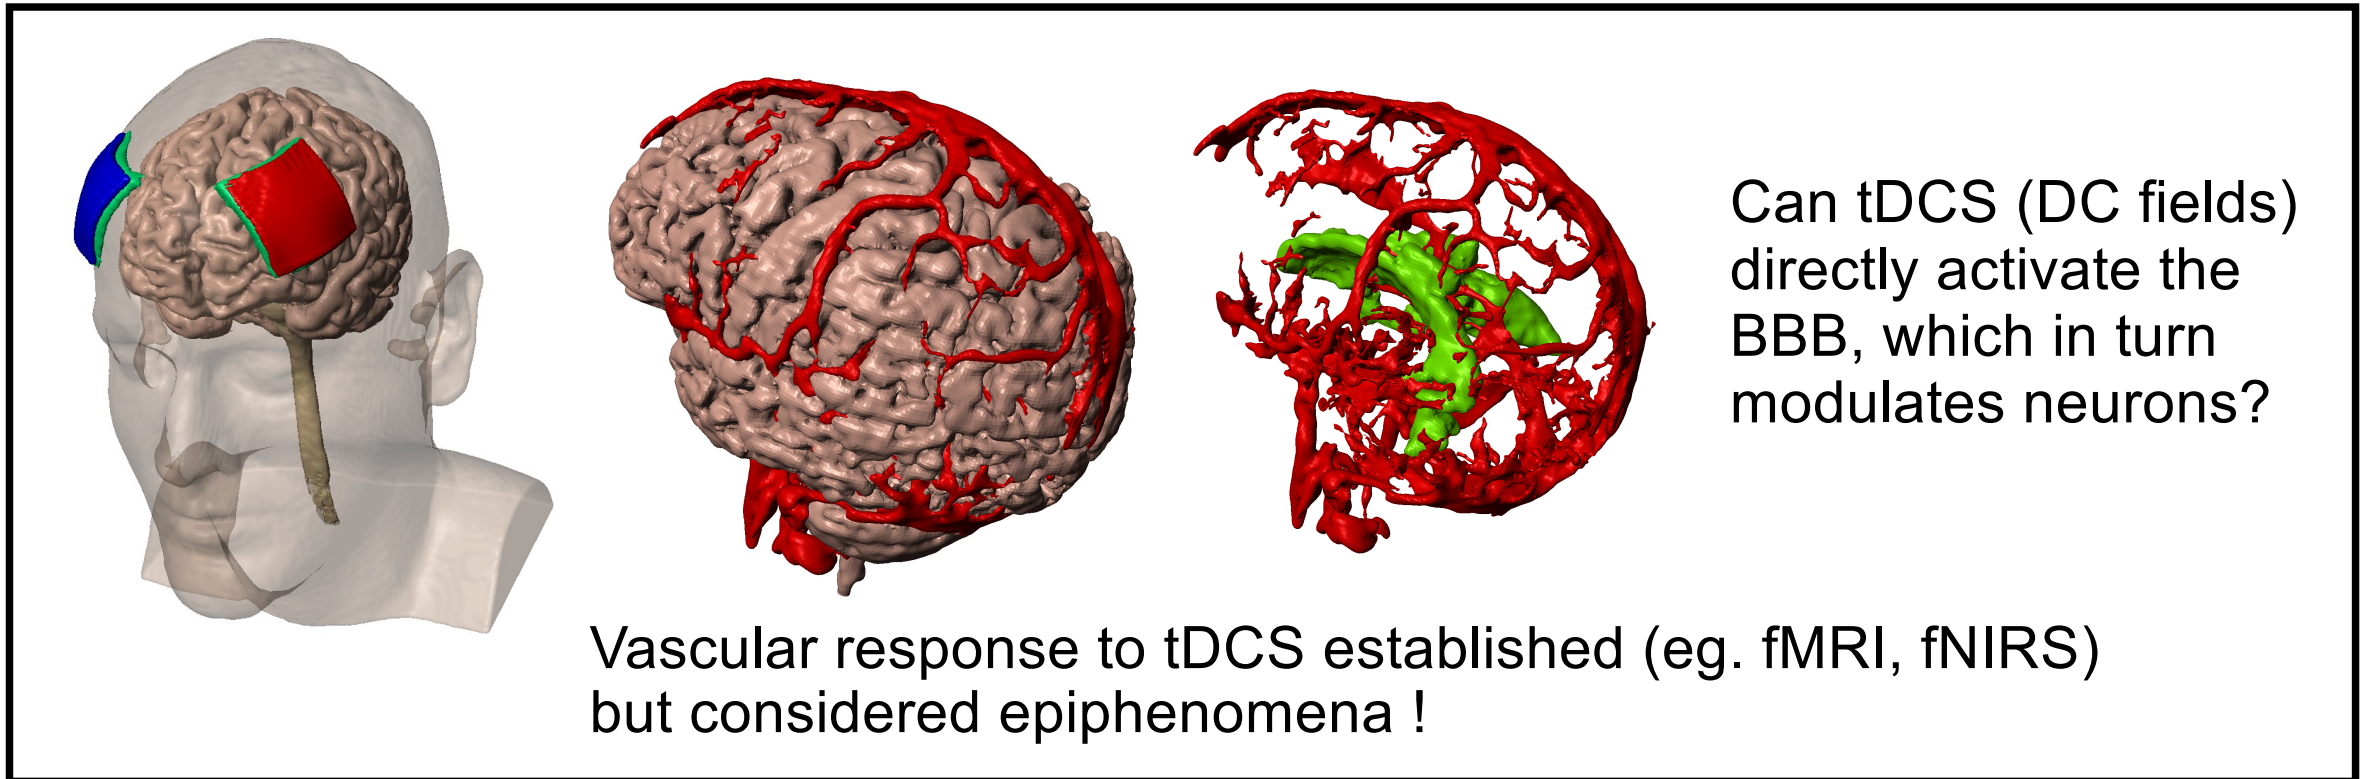 Can tDCS (DC fields)
directly activate the
BBB, which in turn
modulates neurons?
Vascular response to tDCS established (eg. fMRI, fNIRS)
but considered epiphenomena !